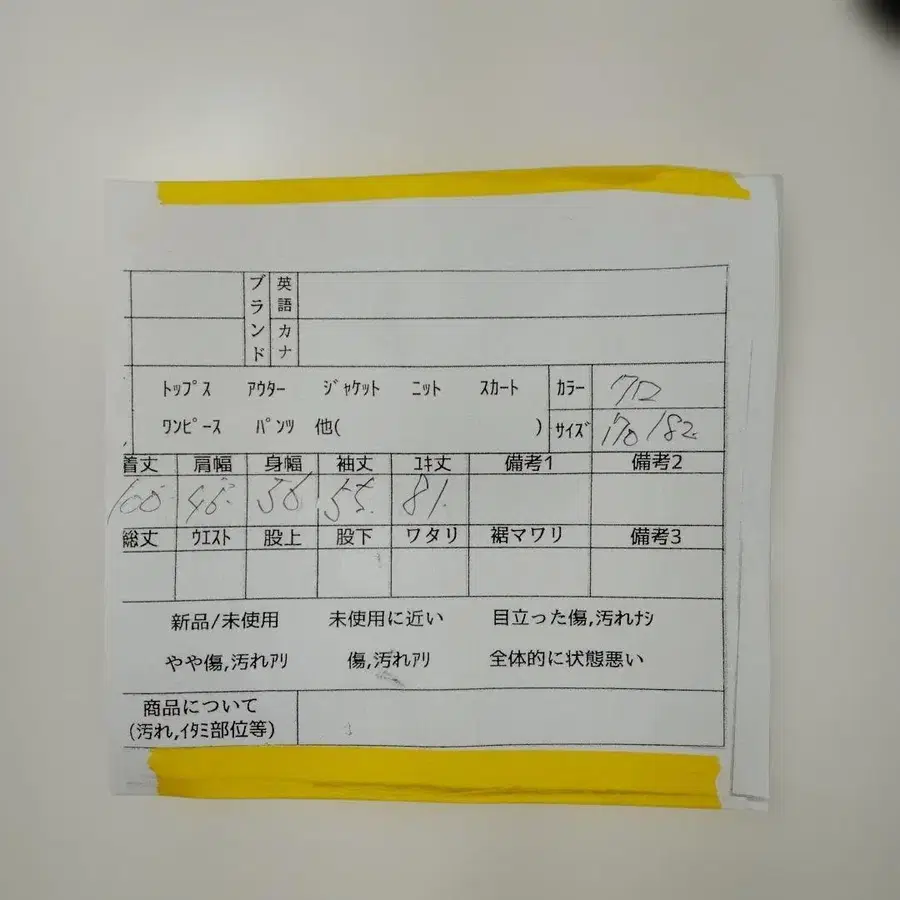 ブランド 英語
カナ
トップス アウター ジャケット ニット スカート カラー クロ
ワンピース パンツ 他( ) サイズ 170/82
着丈 肩幅 身幅 袖丈 ユキ丈 備考1 備考2
100 46 56 55. 81.
総丈 ウエスト 股上 股下 ワタリ 裾マワリ 備考3
新品/未使用 未使用に近い 目立った傷,汚れナシ
やや傷,汚れアリ 傷,汚れアリ 全体的に状態悪い
商品について
(汚れ,イタミ部位等)